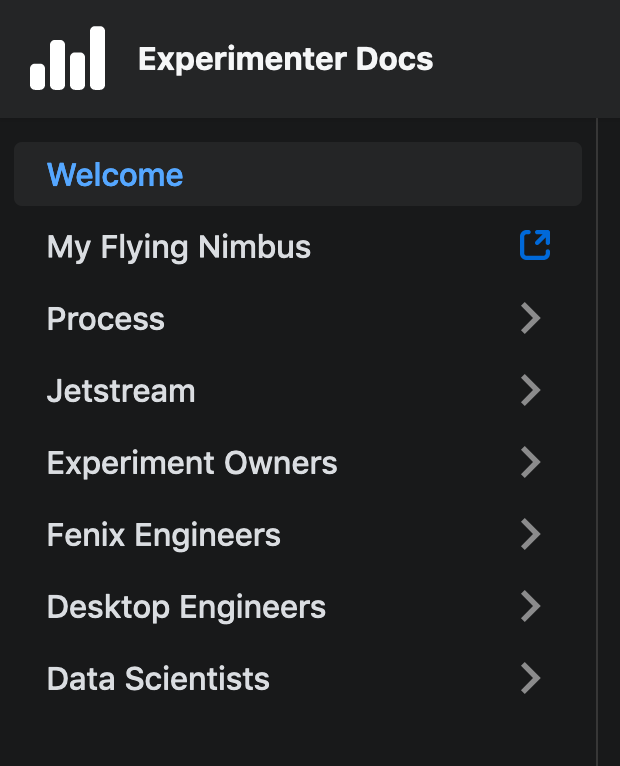 Experimenter Docs
Welcome
My Flying Nimbus
Process
Jetstream
Experiment Owners
Fenix Engineers
Desktop Engineers
Data Scientists